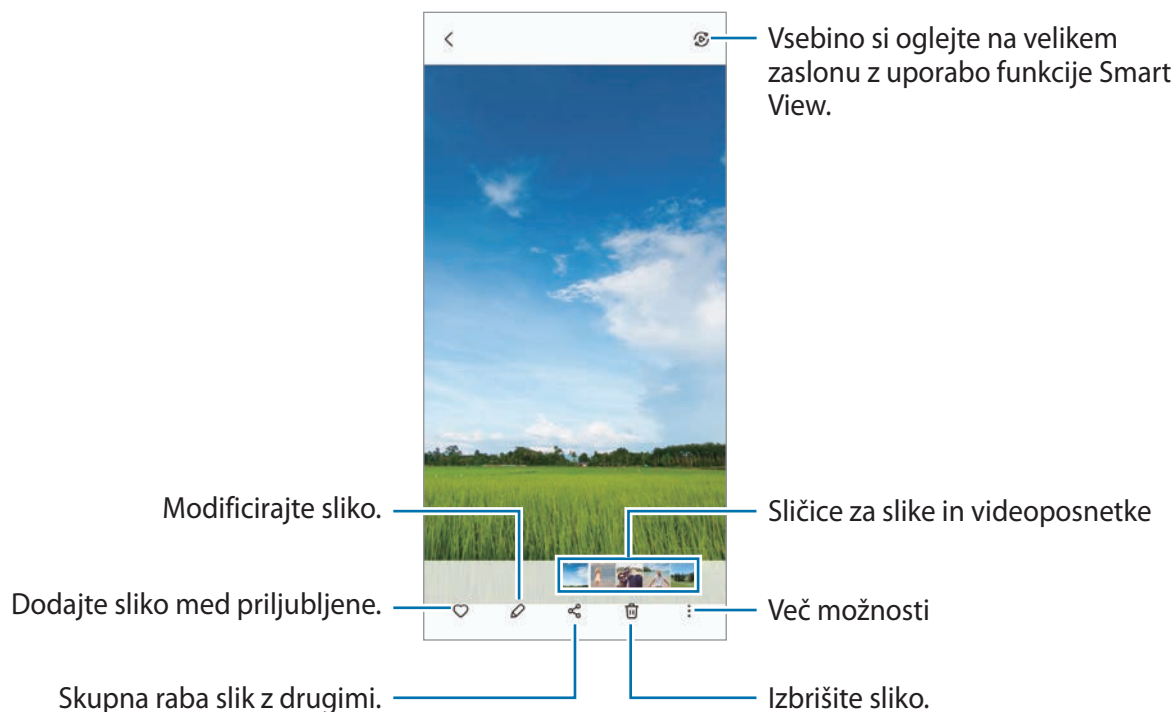 Vsebino si oglejte na velikem
zaslonu z uporabo funkcije Smart
View.
Modificirajte sliko.
Sličice za slike in videoposnetke
Dodajte sliko med priljubljene.
Več možnosti
Skupna raba slik z drugimi.
Izbrišite sliko.